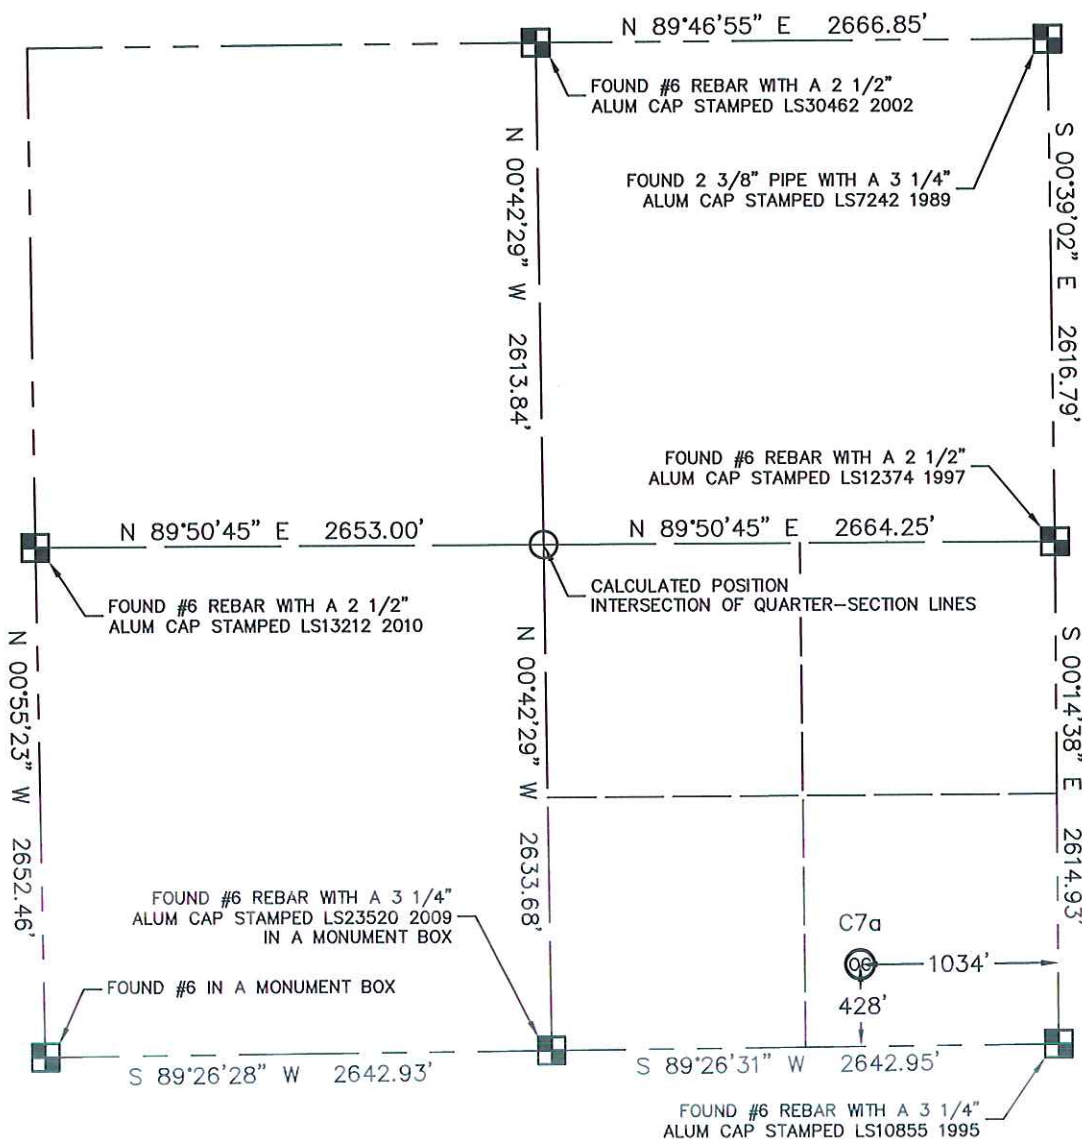 N 89°46'55" E 2666.85'
FOUND #6 REBAR WITH A 2 1/2"
ALUM CAP STAMPED LS30462 2002
FOUND 2 3/8" PIPE WITH A 3 1/4"
ALUM CAP STAMPED LS7242 1989
N 00°42'29" W 2613.84'
S 00°39'02" E 2616.79'
FOUND #6 REBAR WITH A 2 1/2"
ALUM CAP STAMPED LS12374 1997
N 89°50'45" E 2653.00'
N 89°50'45" E 2664.25'
CALCULATED POSITION
INTERSECTION OF QUARTER-SECTION LINES
FOUND #6 REBAR WITH A 2 1/2"
ALUM CAP STAMPED LS13212 2010
N 00°55'23" W 2652.46'
N 00°42'29" W 2633.68'
S 00°14'38" E 2614.93'
FOUND #6 REBAR WITH A 3 1/4"
ALUM CAP STAMPED LS23520 2009
IN A MONUMENT BOX
C7a
1034'
428'
FOUND #6 IN A MONUMENT BOX
S 89°26'28" W 2642.93'
S 89°26'31" W 2642.95'
FOUND #6 REBAR WITH A 3 1/4"
ALUM CAP STAMPED LS10855 1995